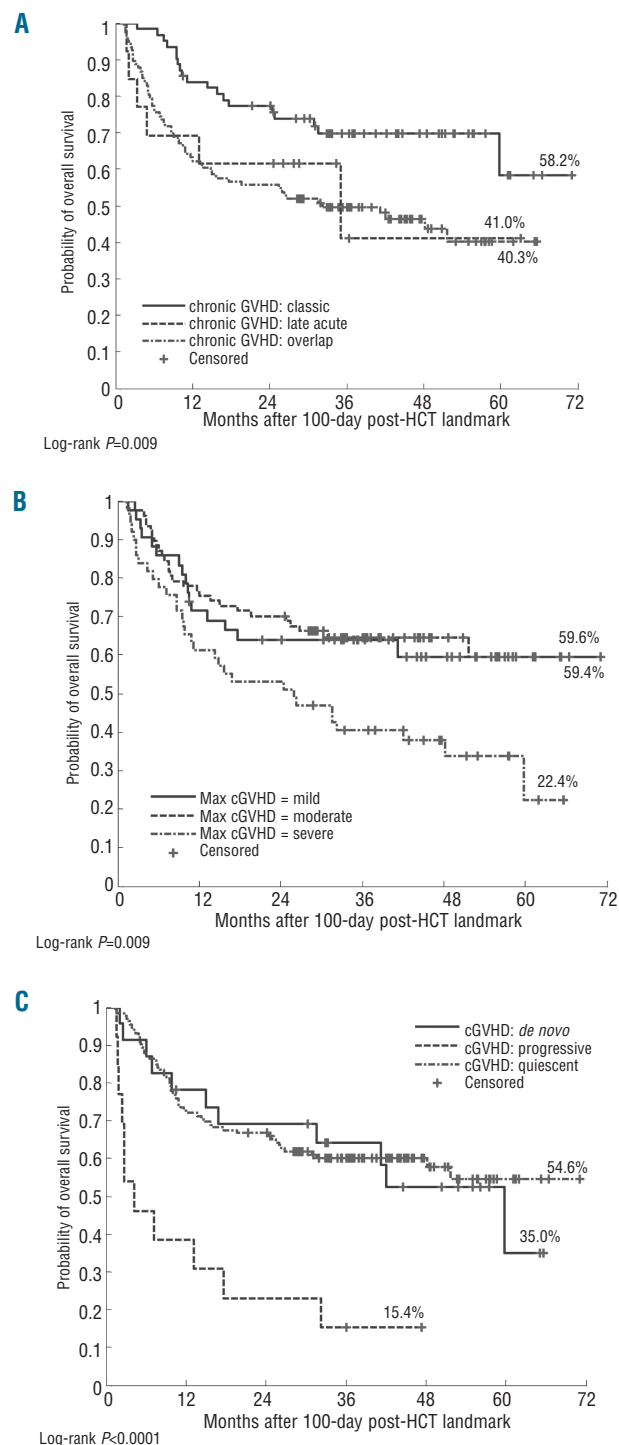 A
Probability of overall survival
1
0.9
0.8
0.7
0.6
0.5
0.4
0.3
0.2
0.1
0
58.2%
41.0%
40.3%
chronic GVHD: classic
chronic GVHD: late acute
chronic GVHD: overlap
Censored
0 12 24 36 48 60 72
Months after 100-day post-HCT landmark
Log-rank P=0.009
B
Probability of overall survival
1
0.9
0.8
0.7
0.6
0.5
0.4
0.3
0.2
0.1
0
59.6%
59.4%
22.4%
Max cGVHD = mild
Max cGVHD = moderate
Max cGVHD = severe
Censored
0 12 24 36 48 60 72
Months after 100-day post-HCT landmark
Log-rank P=0.009
C
Probability of overall survival
1
0.9
0.8
0.7
0.6
0.5
0.4
0.3
0.2
0.1
0
cGVHD: de novo
cGVHD: progressive
cGVHD: quiescent
Censored
54.6%
35.0%
15.4%
0 12 24 36 48 60 72
Months after 100-day post-HCT landmark
Log-rank P<0.0001